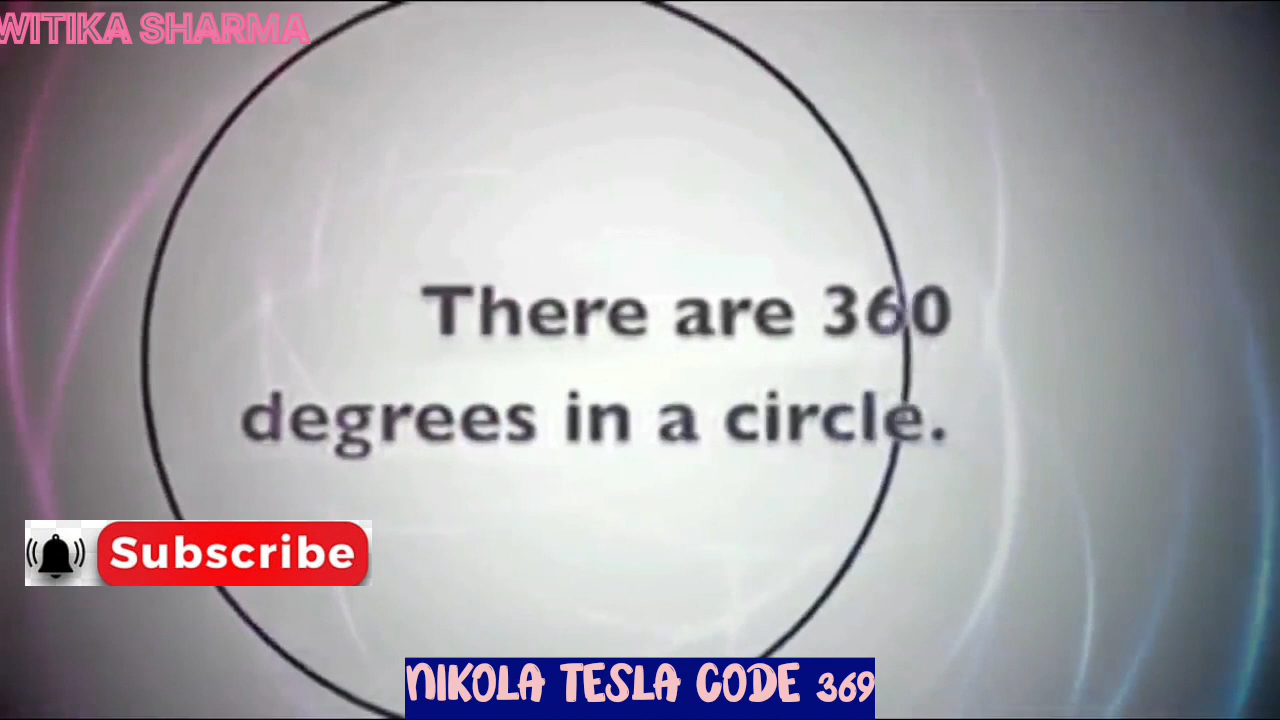 WITIKA SHARMA
There are 360
degrees in a circle.
Subscribe
NIKOLA TESLA CODE 369